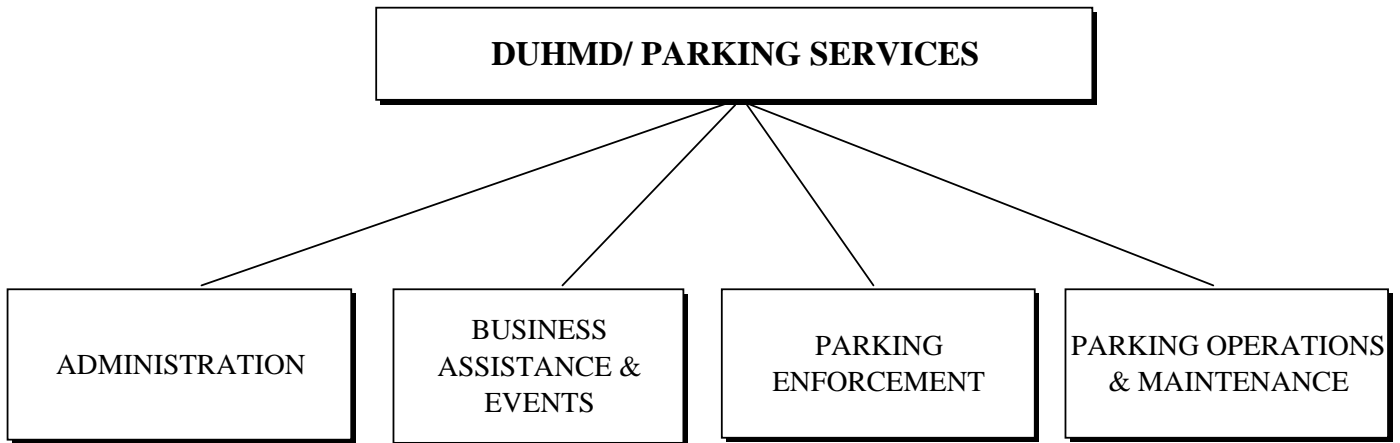 DUHMD/ PARKING SERVICES
ADMINISTRATION
BUSINESS
ASSISTANCE &
EVENTS
PARKING
ENFORCEMENT
PARKING OPERATIONS
& MAINTENANCE